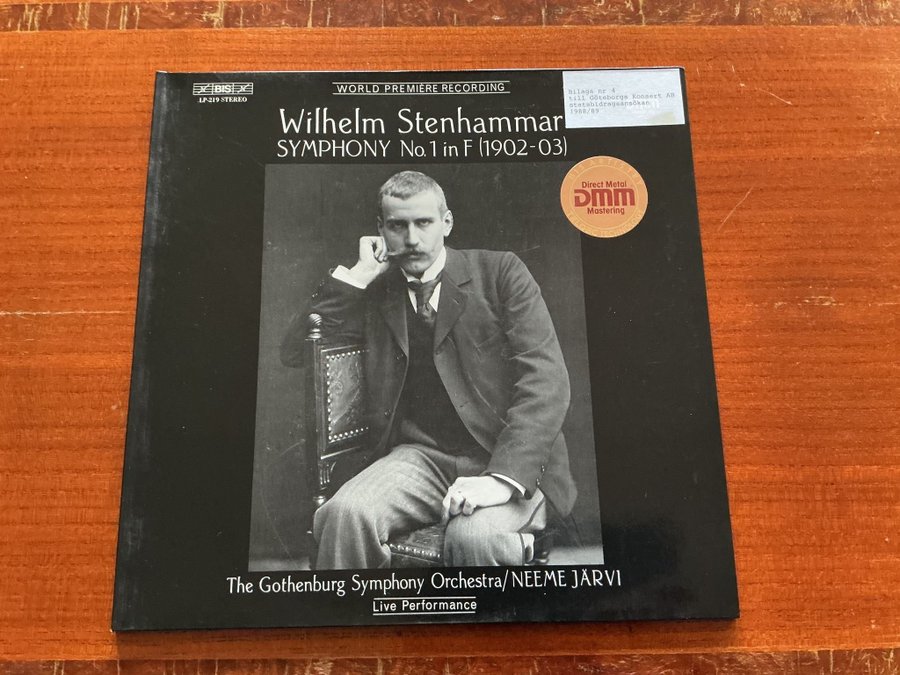 BIS
LP-219 STEREO
WORLD PREMIÈRE RECORDING
Bilaga nr 4
till Göteborgs Konsert AB
statsbidragsansökan
1988/89
Wilhelm Stenhammar
SYMPHONY No. 1 in F (1902-03)
Direct Metal
DMM
Mastering
The Gothenburg Symphony Orchestra/NEEME JÄRVI
Live Performance